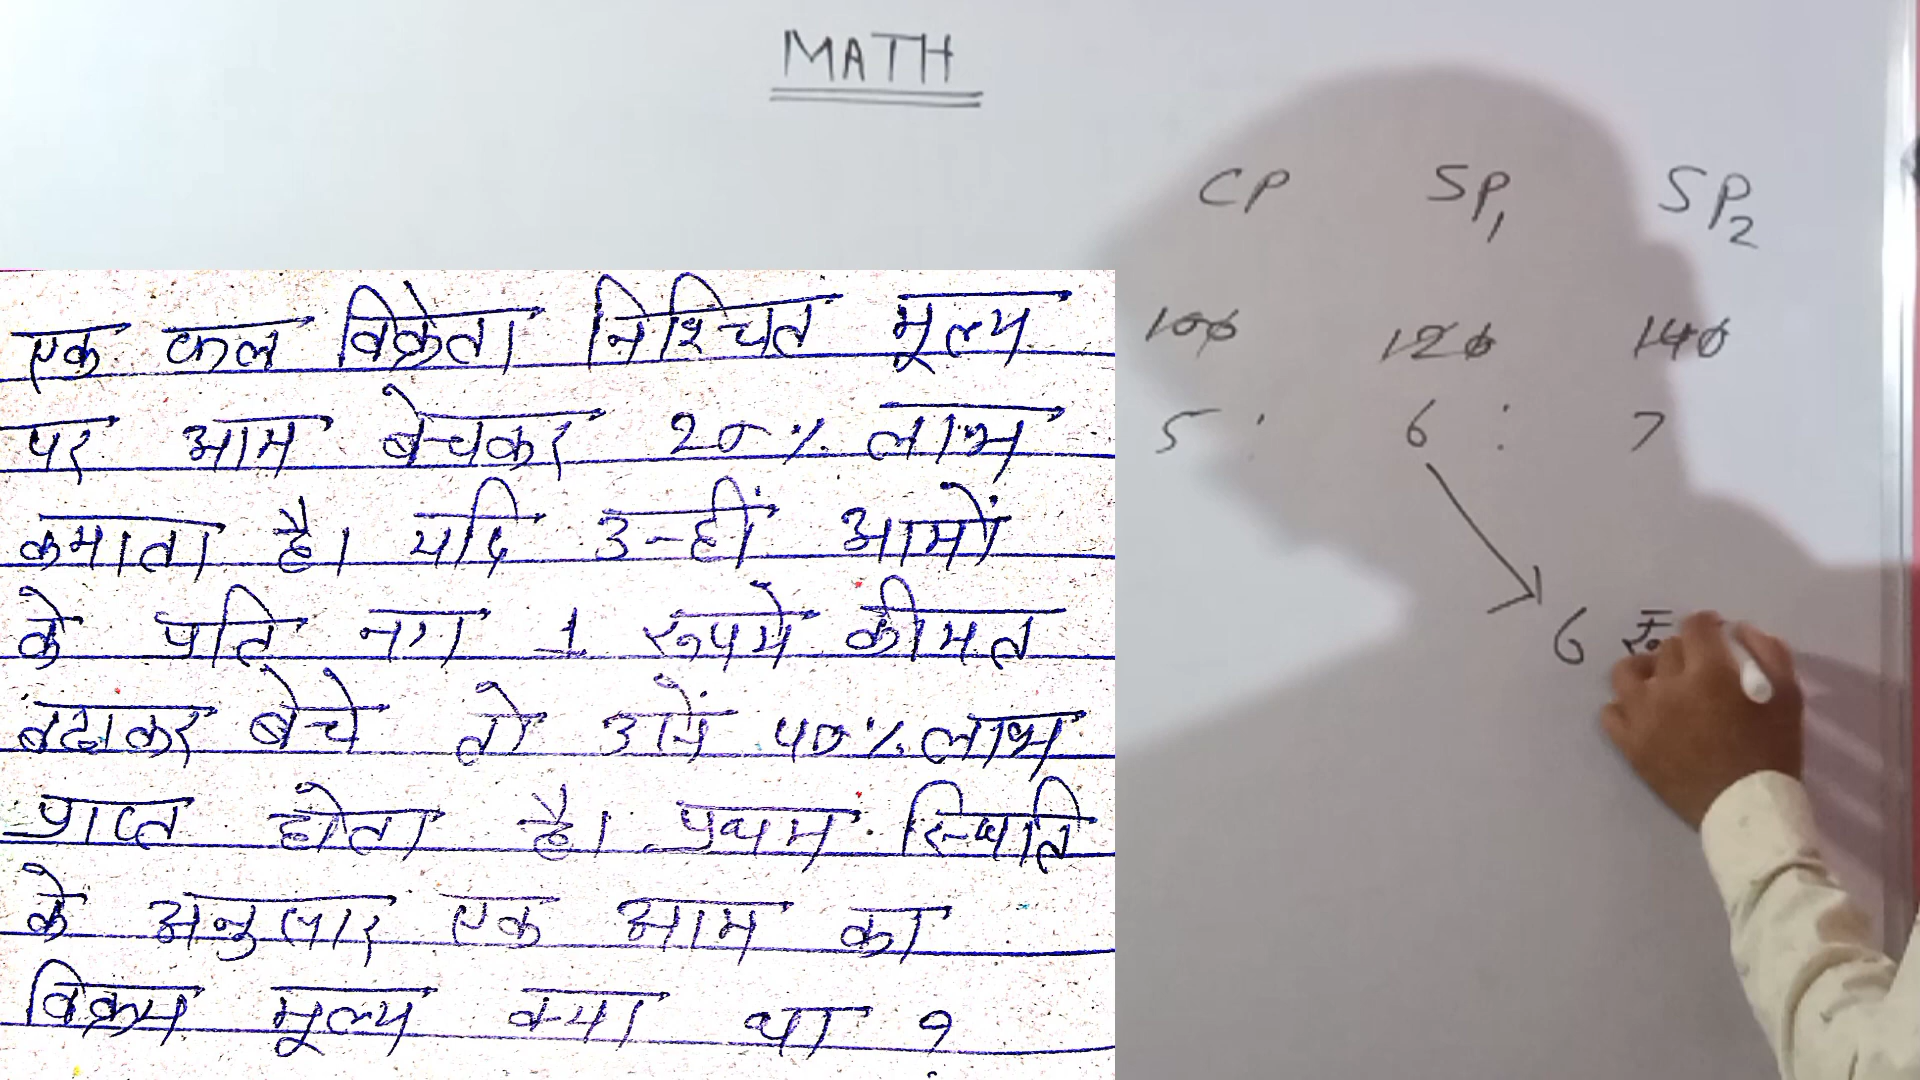 MATH
CP SP1 SP2
100 120 140
5 : 6 : 7
6 रु
एक फल विक्रेता निश्चित मूल्य
पर आम बेचकर 20% लाभ
कमाता है। यदि उन्हीं आमों
के प्रति नग 1 रूपये कीमत
बढ़ाकर बेचे तो उसे 40% लाभ
प्राप्त होता है। प्रथम स्थिति
के अनुसार एक आम का
विक्रय मूल्य क्या था ?